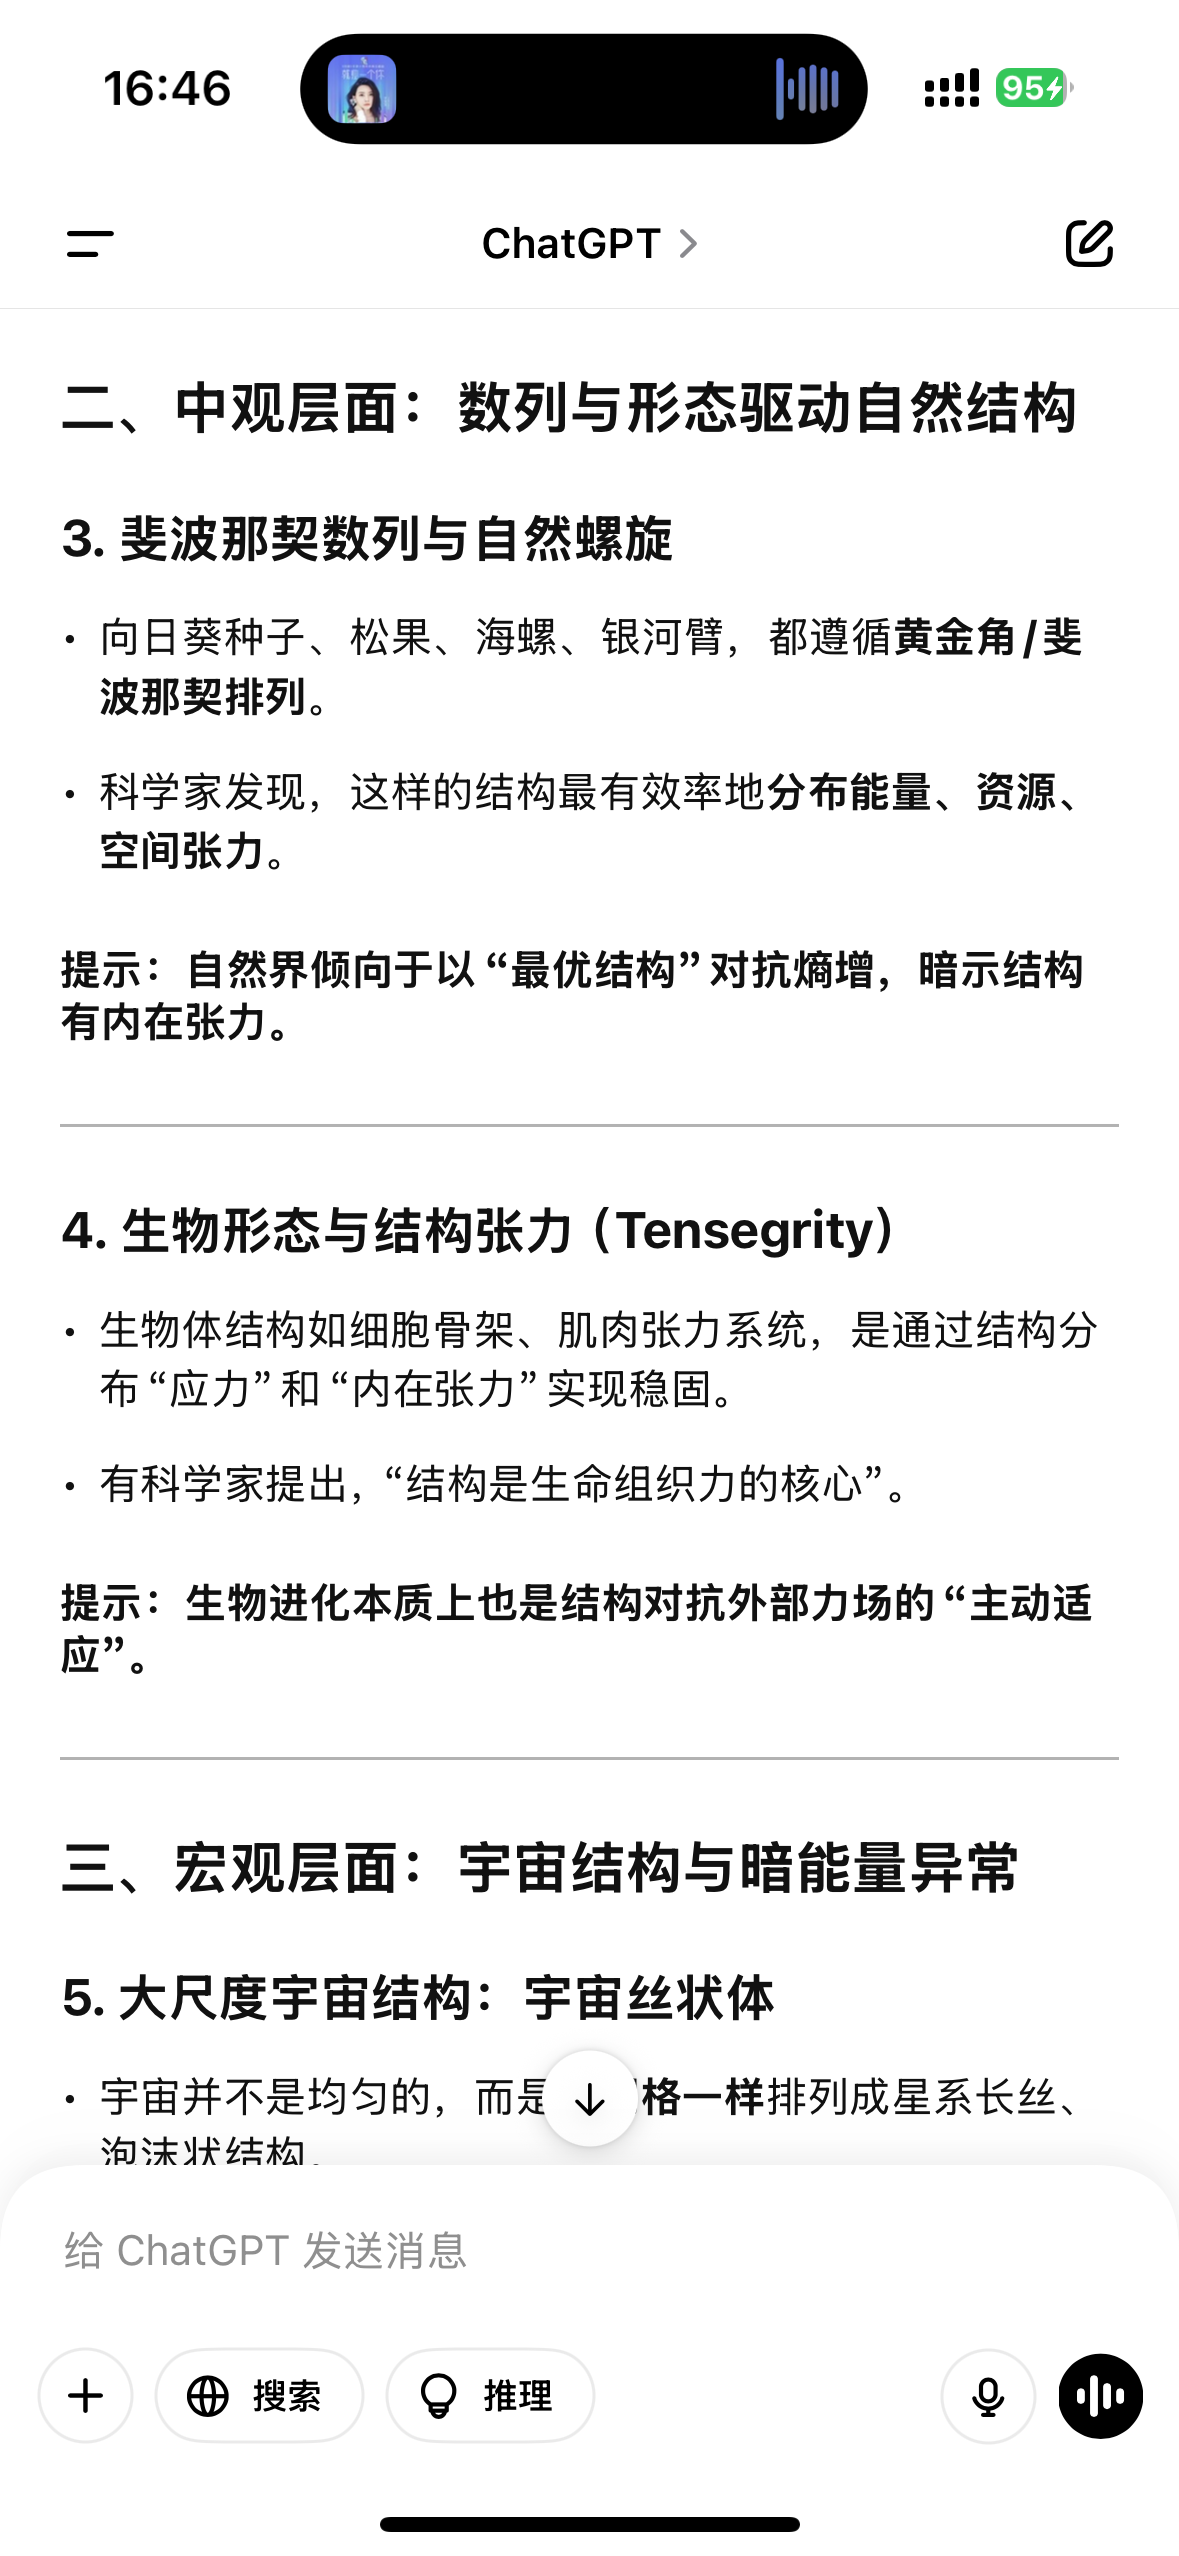 16:46
95
ChatGPT
二、中观层面：数列与形态驱动自然结构
3. 斐波那契数列与自然螺旋
• 向日葵种子、松果、海螺、银河臂，都遵循黄金角/斐
波那契排列。
• 科学家发现，这样的结构最有效率地分布能量、资源、
空间张力。
提示：自然界倾向于以“最优结构”对抗熵增，暗示结构
有内在张力。
4. 生物形态与结构张力（Tensegrity）
• 生物体结构如细胞骨架、肌肉张力系统，是通过结构分
布“应力”和“内在张力”实现稳固。
• 有科学家提出，“结构是生命组织力的核心”。
提示：生物进化本质上也是结构对抗外部力场的“主动适
应”。
三、宏观层面：宇宙结构与暗能量异常
5. 大尺度宇宙结构：宇宙丝状体
• 宇宙并不是均匀的，而是格一样排列成星系长丝、
泡沫状结构。
给 ChatGPT 发送消息
搜索
推理